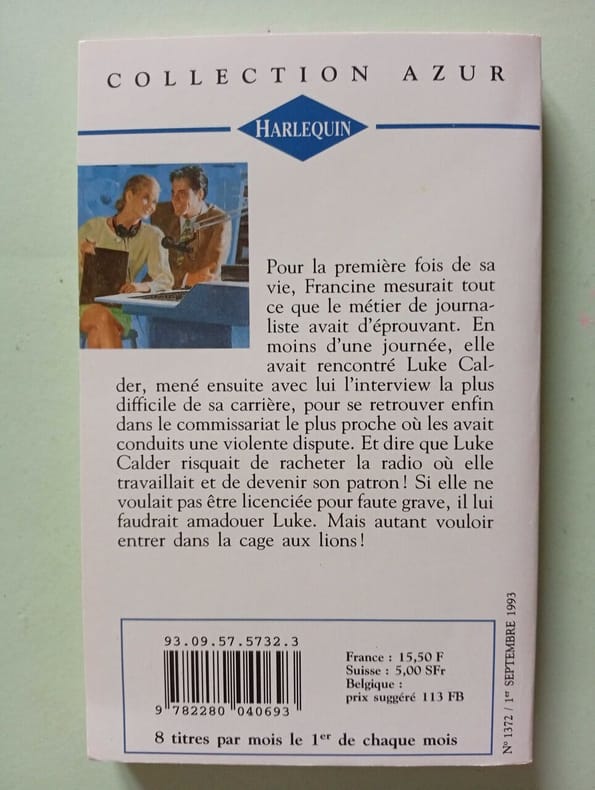 COLLECTION AZUR
HARLEQUIN
Pour la première fois de sa
vie, Francine mesurait tout
ce que le métier de journa-
liste avait d'éprouvant. En
moins d'une journée, elle
avait rencontré Luke Cal-
der, mené ensuite avec lui l'interview la plus
difficile de sa carrière, pour se retrouver enfin
dans le commissariat le plus proche où les avait
conduits une violente dispute. Et dire que Luke
Calder risquait de racheter la radio où elle
travaillait et de devenir son patron ! Si elle ne
voulait pas être licenciée pour faute grave, il lui
faudrait amadouer Luke. Mais autant vouloir
entrer dans la cage aux lions !
93.09.57.5732.3
9 782280 040693
France : 15,50 F
Suisse : 5,00 SFr
Belgique :
prix suggéré 113 FB
8 titres par mois le 1er de chaque mois
N° 1372 / 1er SEPTEMBRE 1993